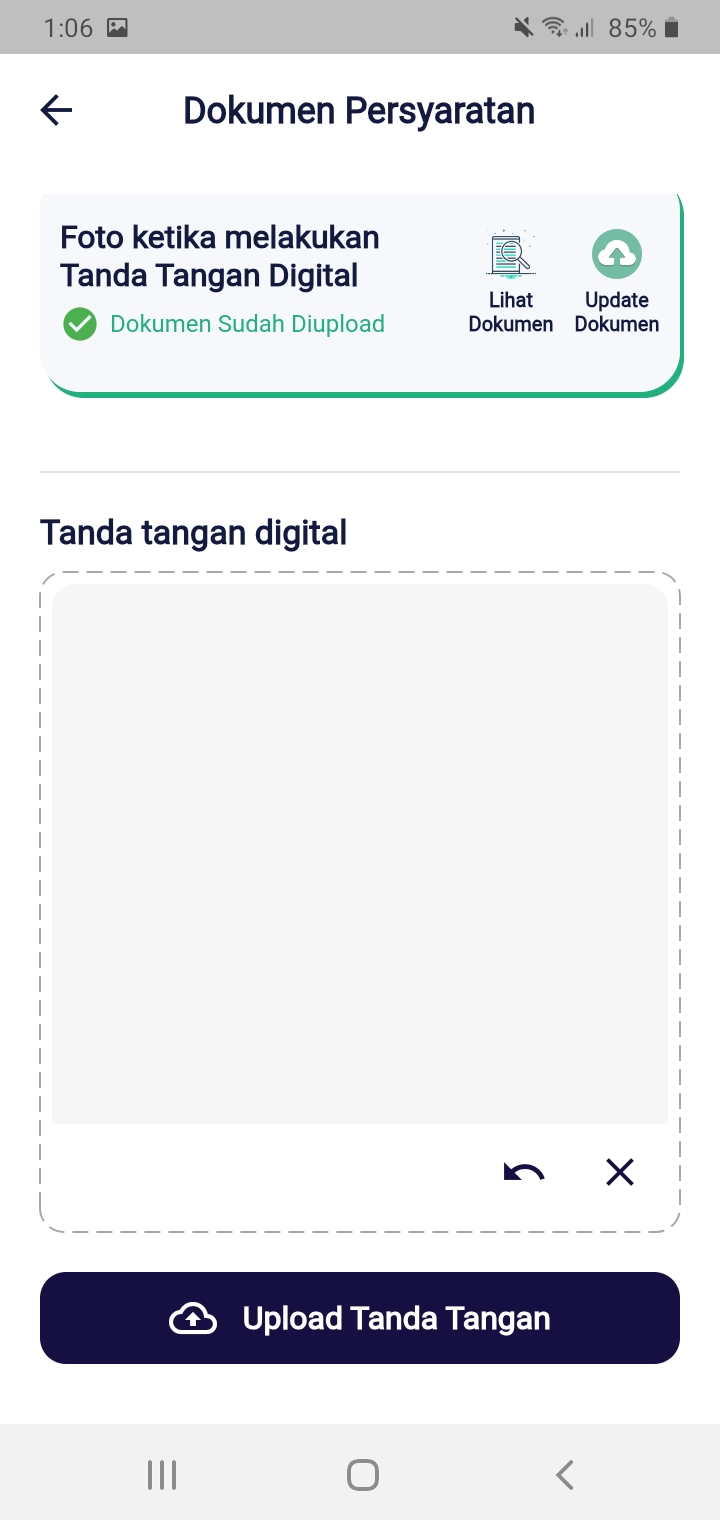 1:06
85%
Dokumen Persyaratan
Foto ketika melakukan
Tanda Tangan Digital
Dokumen Sudah Diupload
Lihat
Dokumen
Update
Dokumen
Tanda tangan digital
Upload Tanda Tangan